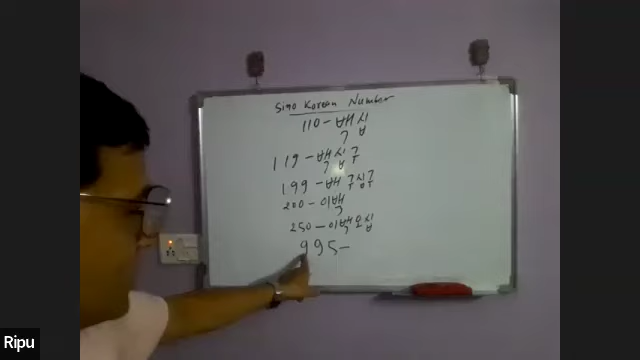 Sino Korean Number
110 - 백십
119 - 백십구
199 - 백구십구
200 - 이백
250 - 이백오십
995 -
Ripu